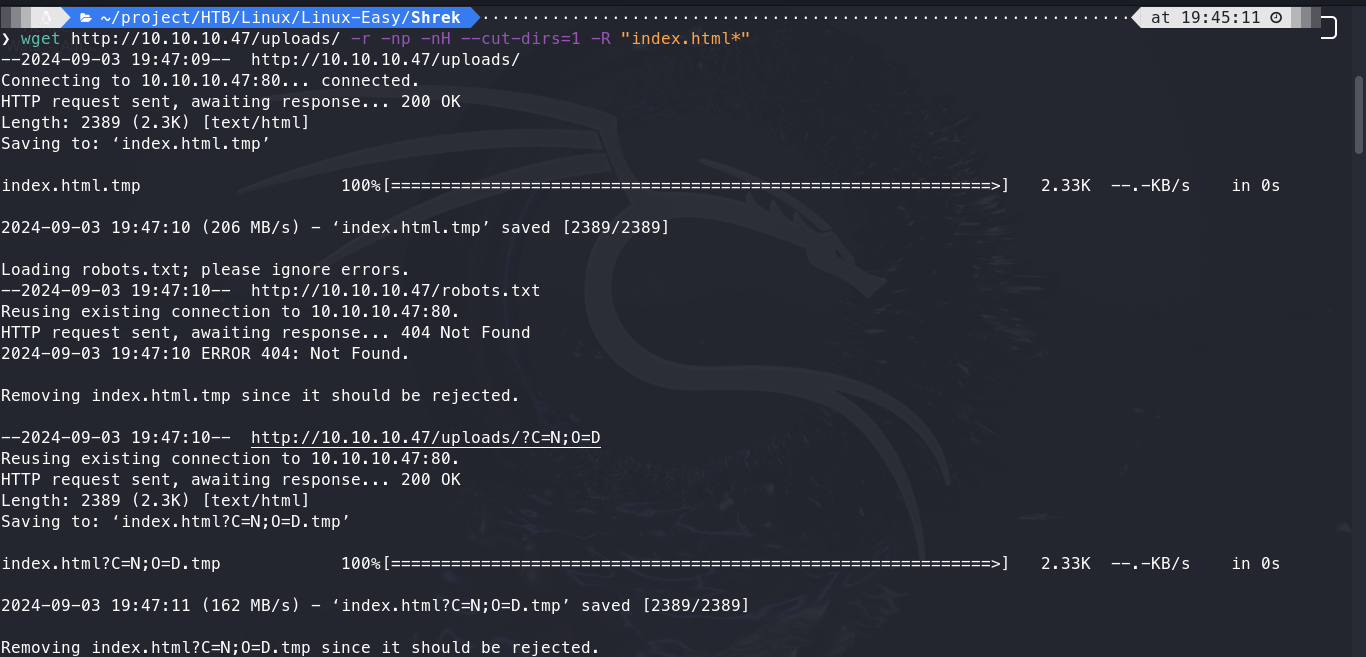 ~/project/HTB/Linux/Linux-Easy/Shrek at 19:45:11
❯ wget http://10.10.10.47/uploads/ -r -np -nH --cut-dirs=1 -R "index.html*"
--2024-09-03 19:47:09--  http://10.10.10.47/uploads/
Connecting to 10.10.10.47:80... connected.
HTTP request sent, awaiting response... 200 OK
Length: 2389 (2.3K) [text/html]
Saving to: ‘index.html.tmp’
index.html.tmp 100%[============================================================>] 2.33K --.-KB/s in 0s
2024-09-03 19:47:10 (206 MB/s) - ‘index.html.tmp’ saved [2389/2389]
Loading robots.txt; please ignore errors.
--2024-09-03 19:47:10--  http://10.10.10.47/robots.txt
Reusing existing connection to 10.10.10.47:80.
HTTP request sent, awaiting response... 404 Not Found
2024-09-03 19:47:10 ERROR 404: Not Found.
Removing index.html.tmp since it should be rejected.
--2024-09-03 19:47:10--  http://10.10.10.47/uploads/?C=N;O=D
Reusing existing connection to 10.10.10.47:80.
HTTP request sent, awaiting response... 200 OK
Length: 2389 (2.3K) [text/html]
Saving to: ‘index.html?C=N;O=D.tmp’
index.html?C=N;O=D.tmp 100%[============================================================>] 2.33K --.-KB/s in 0s
2024-09-03 19:47:11 (162 MB/s) - ‘index.html?C=N;O=D.tmp’ saved [2389/2389]
Removing index.html?C=N;O=D.tmp since it should be rejected.